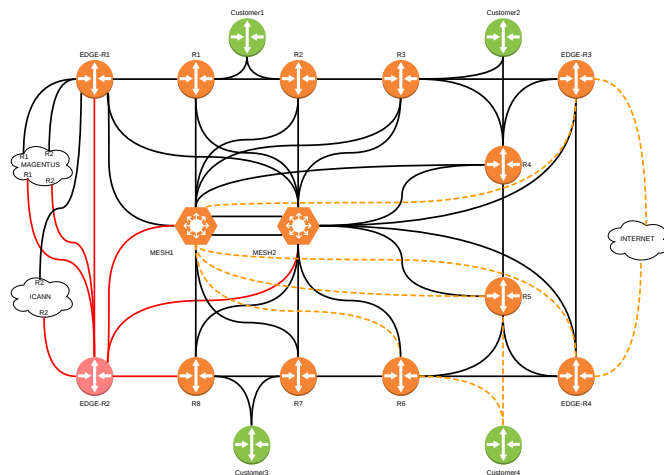 Customer1
Customer2
EDGE-R1
R1
R2
R3
EDGE-R3
R1
R2
MAGENTUS
R1
R2
R4
INTERNET
MESH1
MESH2
R2
ICANN
R2
R5
EDGE-R2
R8
R7
R6
EDGE-R4
Customer3
Customer4